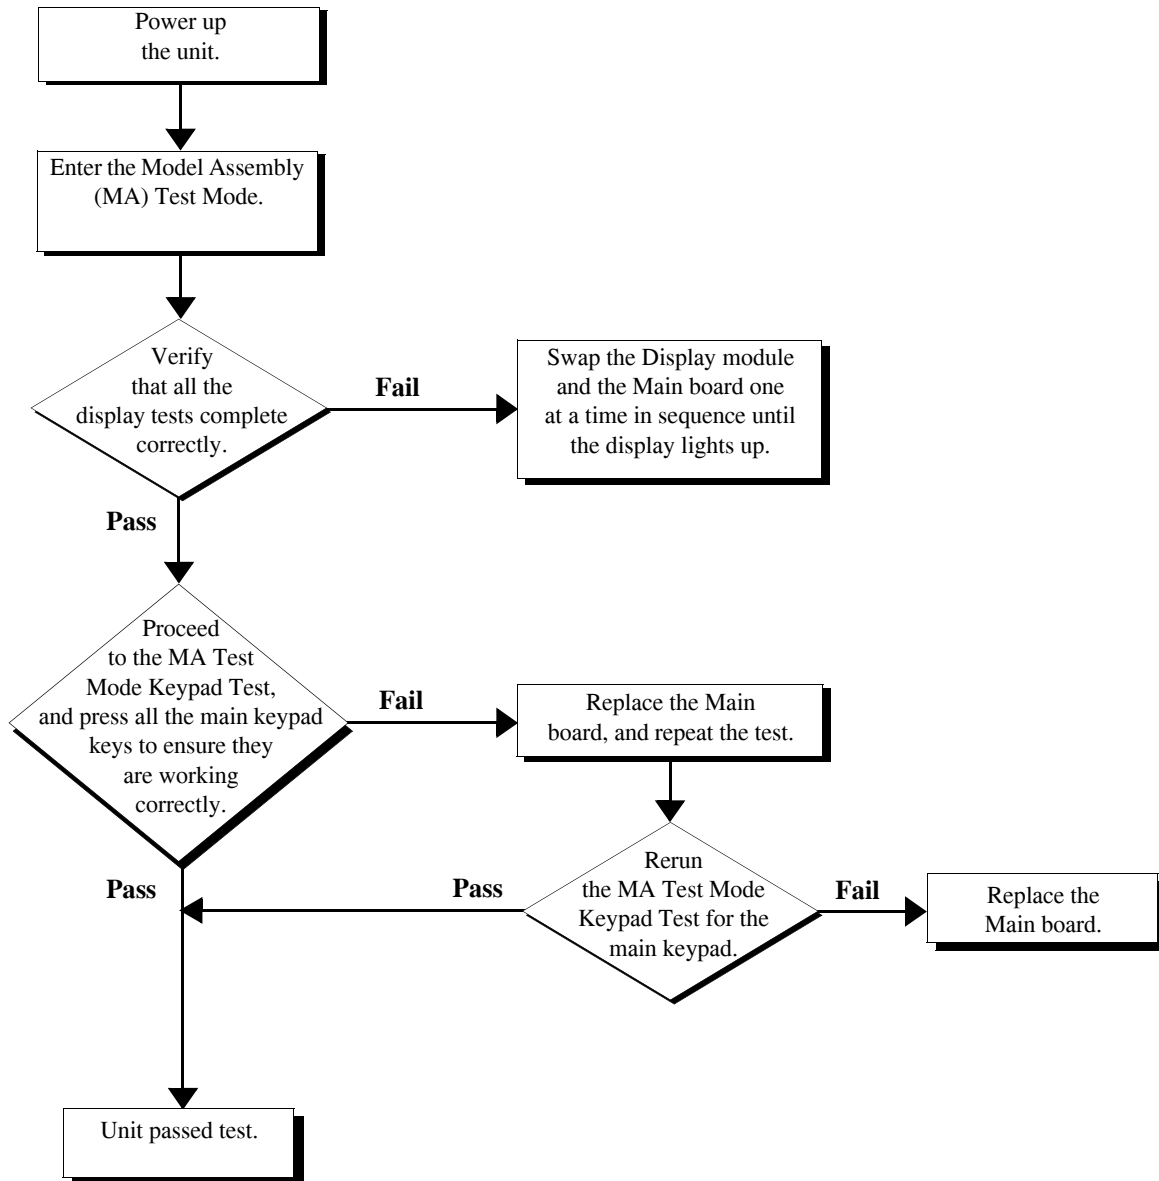 Power up
the unit.
Enter the Model Assembly
(MA) Test Mode.
Verify
that all the
display tests complete
correctly.
Fail
Swap the Display module
and the Main board one
at a time in sequence until
the display lights up.
Pass
Proceed
to the MA Test
Mode Keypad Test,
and press all the main keypad
keys to ensure they
are working
correctly.
Fail
Replace the Main
board, and repeat the test.
Pass
Pass
Rerun
the MA Test Mode
Keypad Test for the
main keypad.
Fail
Replace the
Main board.
Unit passed test.